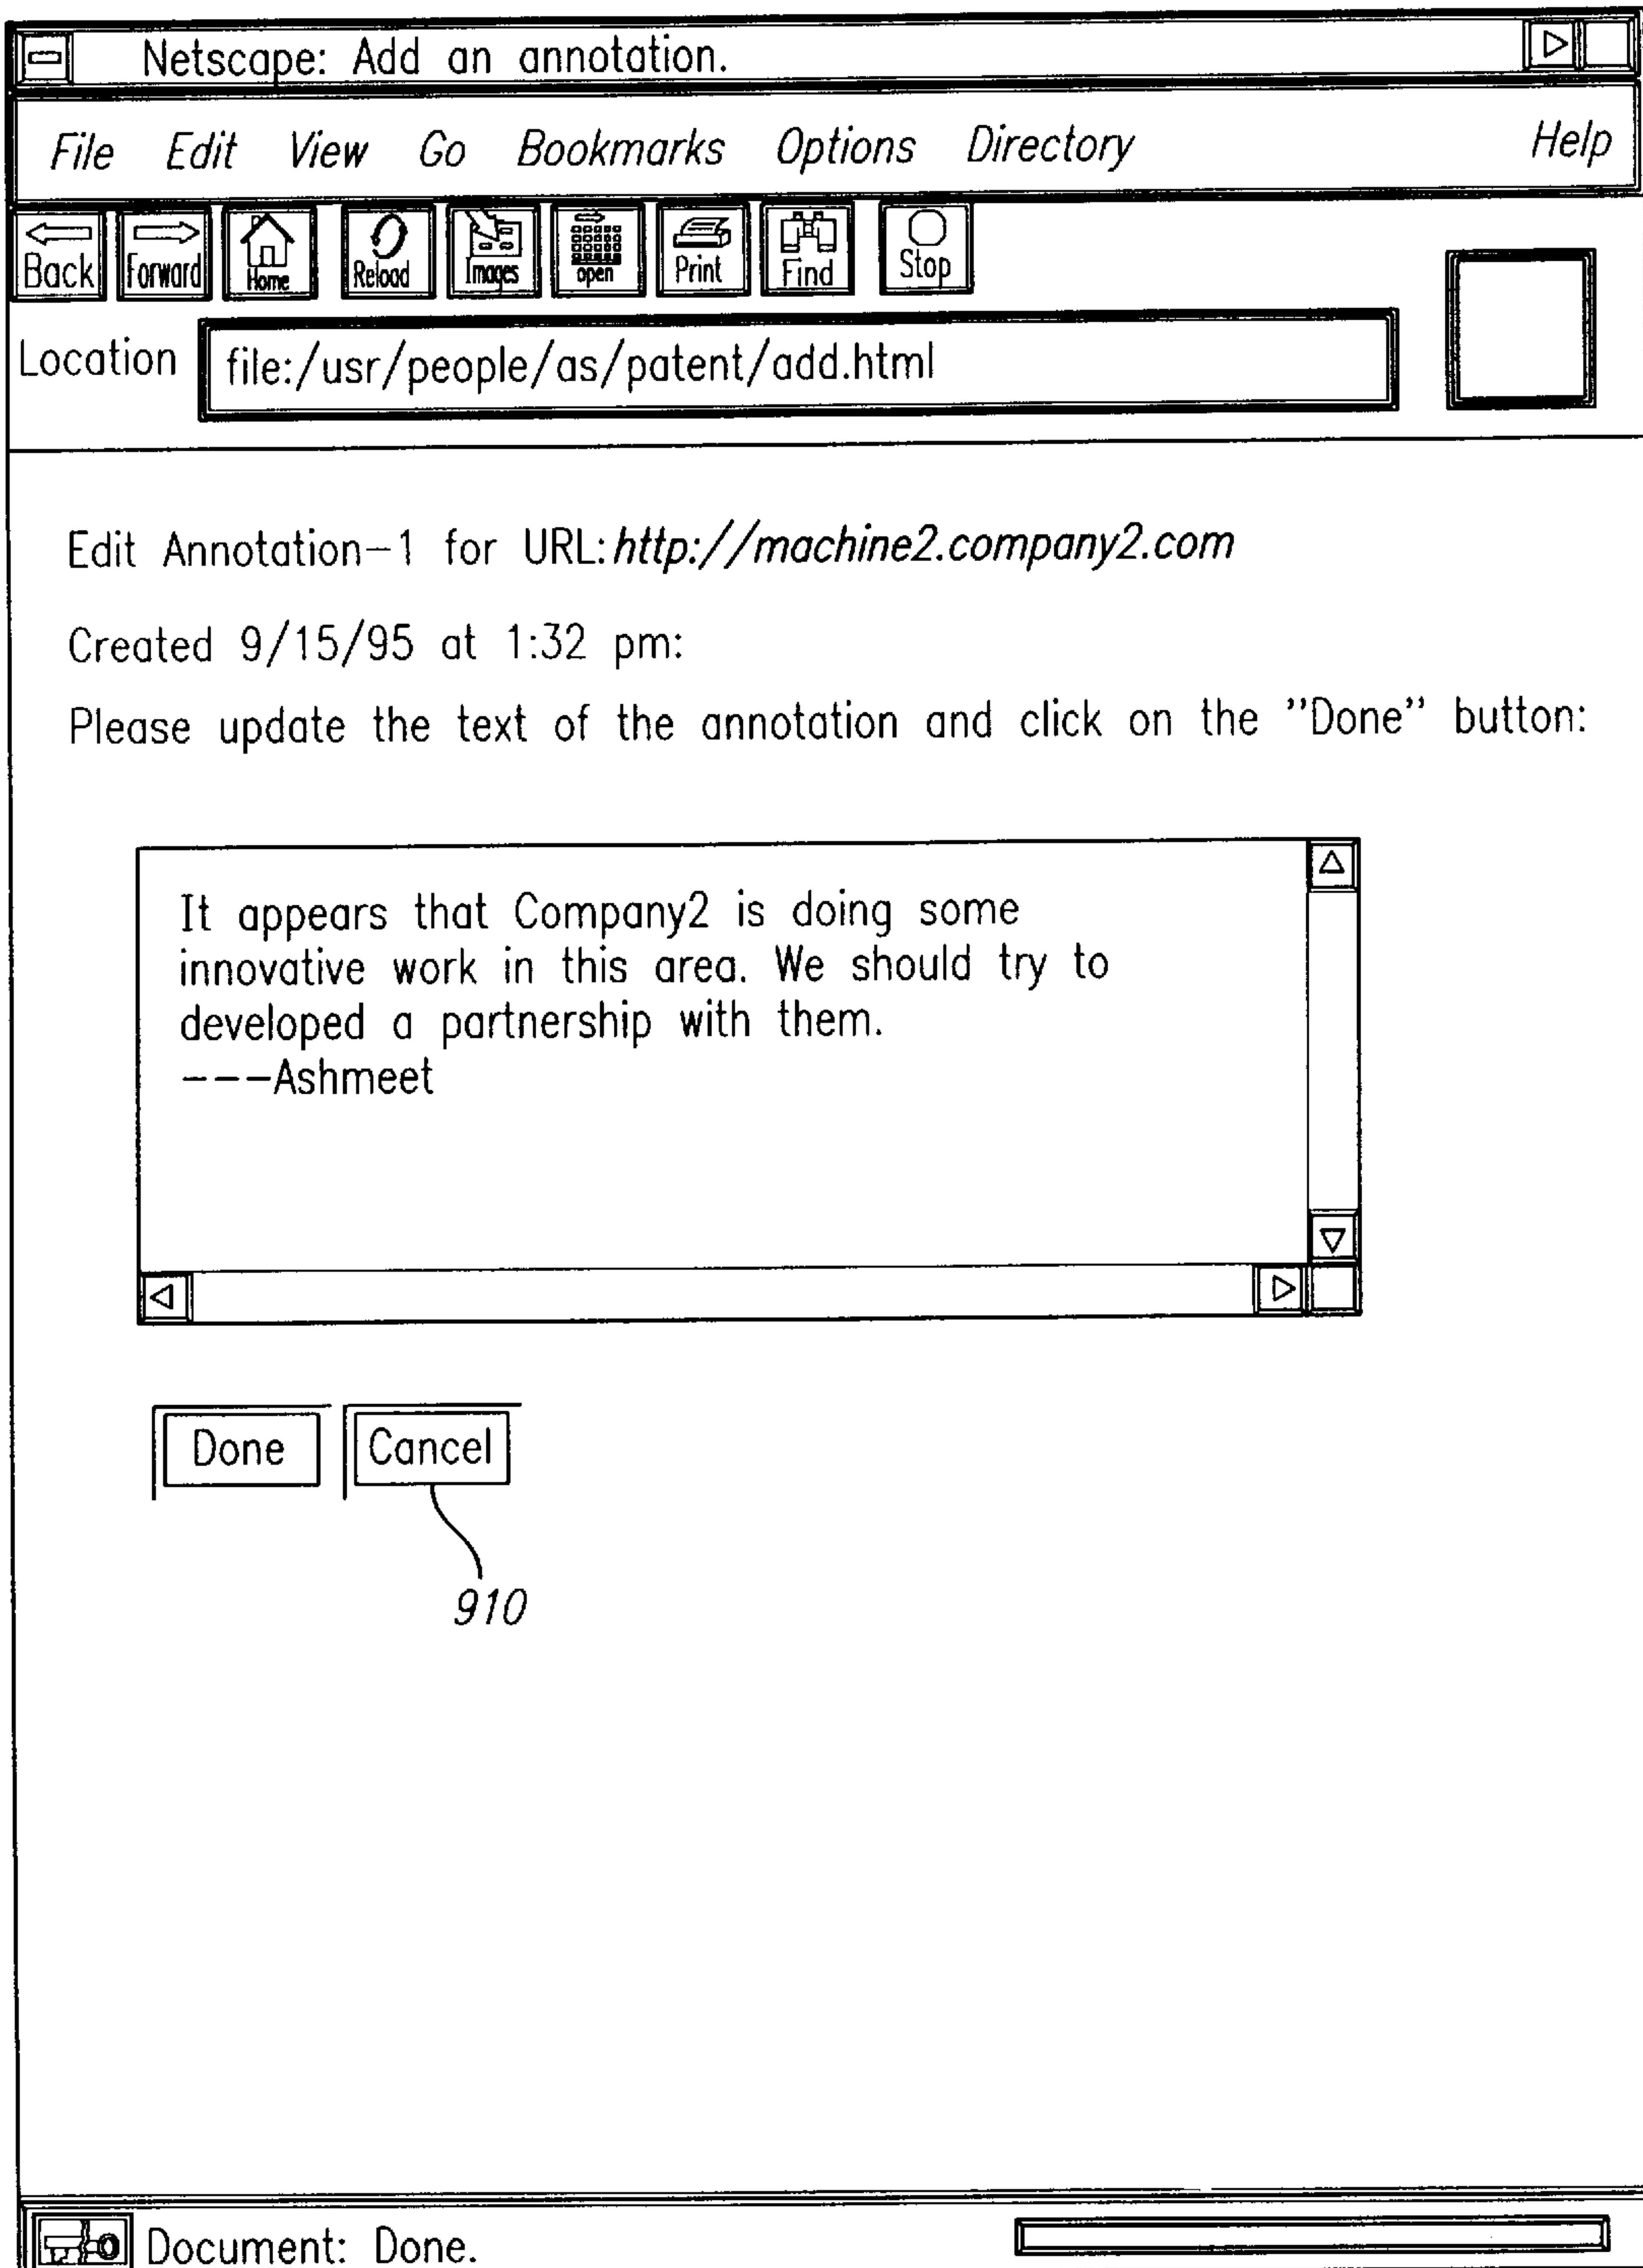 Netscape: Add an annotation.
File Edit View Go Bookmarks Options Directory Help
Back Forward Home Reload Images open Print Find Stop
Location file:/usr/people/as/patent/add.html
Edit Annotation-1 for URL: http://machine2.company2.com
Created 9/15/95 at 1:32 pm:
Please update the text of the annotation and click on the "Done" button:
It appears that Company2 is doing some
innovative work in this area. We should try to
developed a partnership with them.
---Ashmeet
Done Cancel
910
Document: Done.